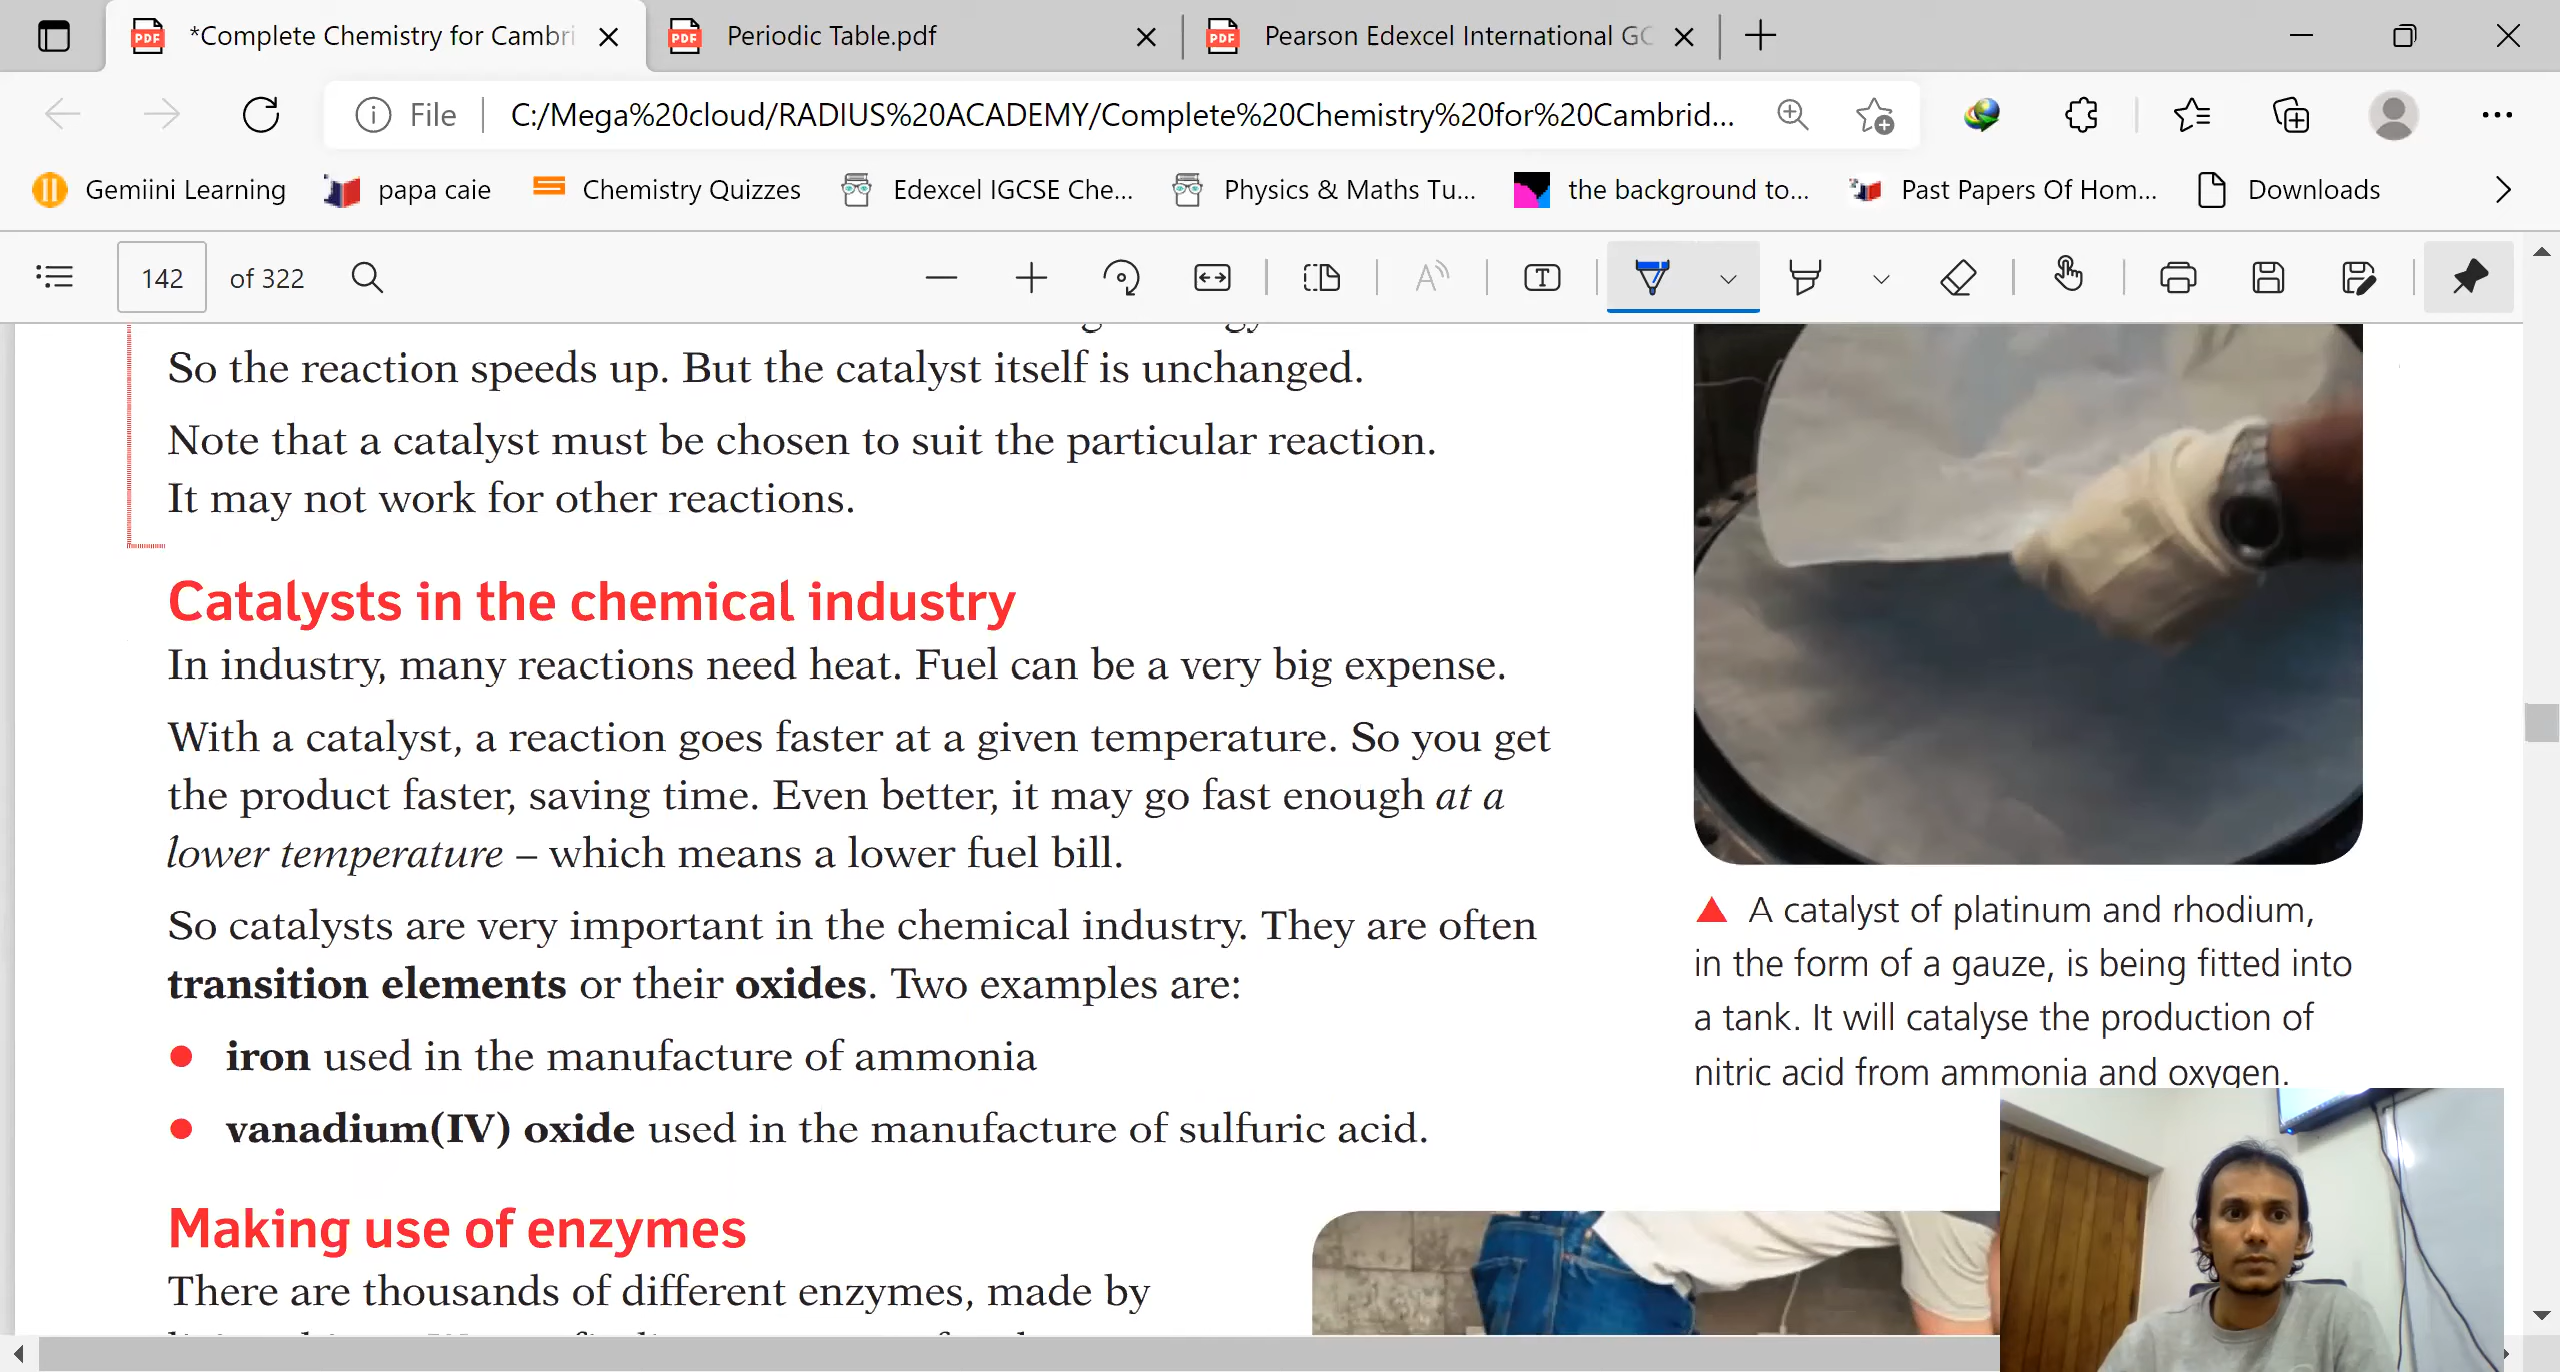 *Complete Chemistry for Cambri
Periodic Table.pdf
Pearson Edexcel International GC
File
C:/Mega%20cloud/RADIUS%20ACADEMY/Complete%20Chemistry%20for%20Cambrid...
Gemiini Learning
papa caie
Chemistry Quizzes
Edexcel IGCSE Che...
Physics & Maths Tu...
the background to...
Past Papers Of Hom...
Downloads
142 of 322
So the reaction speeds up. But the catalyst itself is unchanged.
Note that a catalyst must be chosen to suit the particular reaction.
It may not work for other reactions.
Catalysts in the chemical industry
In industry, many reactions need heat. Fuel can be a very big expense.
With a catalyst, a reaction goes faster at a given temperature. So you get
the product faster, saving time. Even better, it may go fast enough at a
lower temperature – which means a lower fuel bill.
So catalysts are very important in the chemical industry. They are often
transition elements or their oxides. Two examples are:
● iron used in the manufacture of ammonia
● vanadium(IV) oxide used in the manufacture of sulfuric acid.
Making use of enzymes
There are thousands of different enzymes, made by
▲ A catalyst of platinum and rhodium,
in the form of a gauze, is being fitted into
a tank. It will catalyse the production of
nitric acid from ammonia and oxygen.